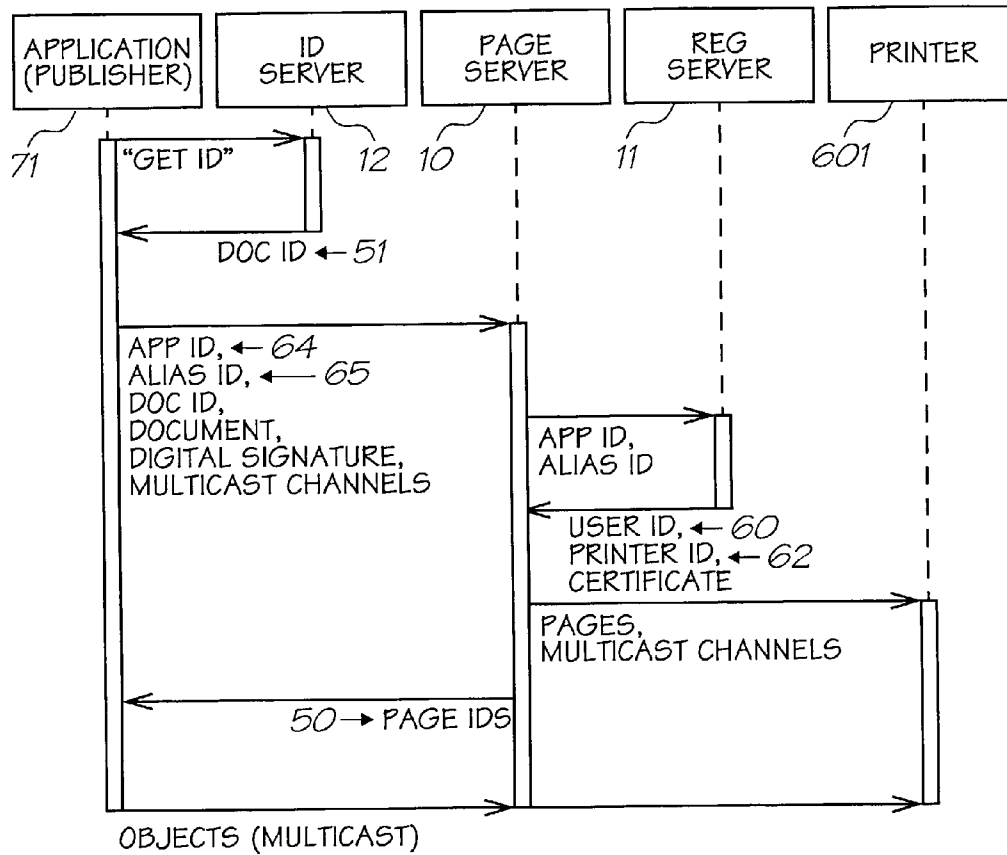 APPLICATION
(PUBLISHER)
ID
SERVER
PAGE
SERVER
REG
SERVER
PRINTER
71
12
10
11
601
"GET ID"
DOC ID 51
APP ID, 64
ALIAS ID, 65
DOC ID,
DOCUMENT,
DIGITAL SIGNATURE,
MULTICAST CHANNELS
APP ID,
ALIAS ID
USER ID, 60
PRINTER ID, 62
CERTIFICATE
PAGES,
MULTICAST CHANNELS
50 PAGE IDS
OBJECTS (MULTICAST)